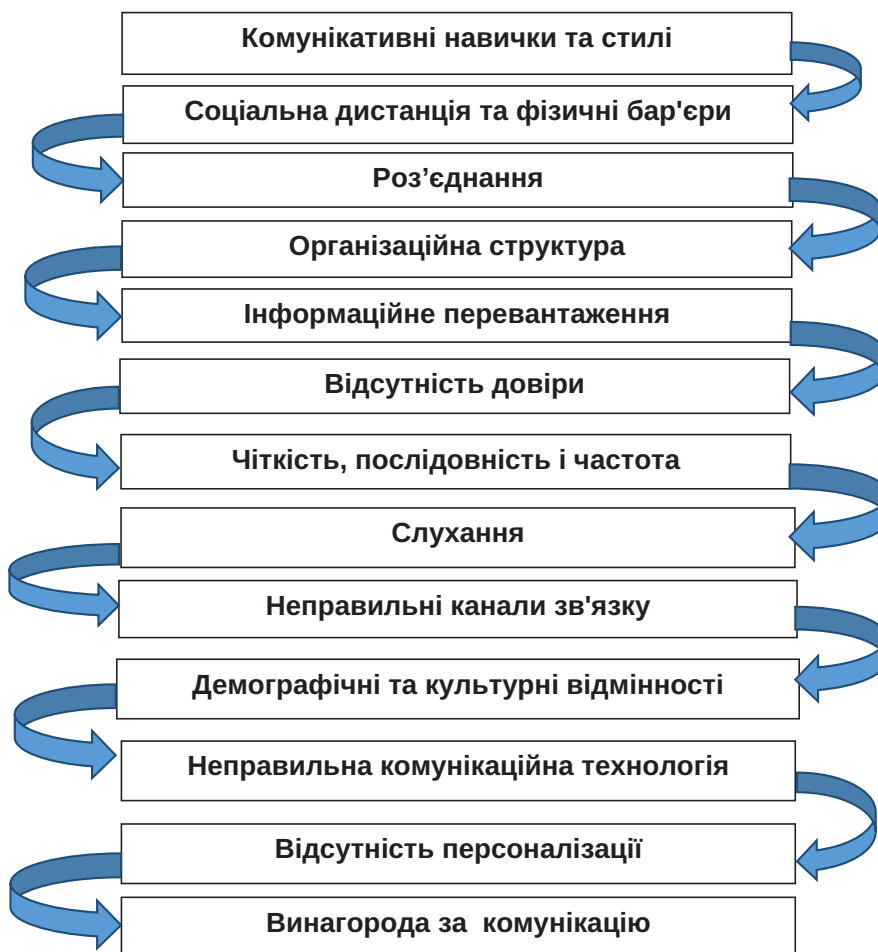 Комунікативні навички та стилі
Соціальна дистанція та фізичні бар'єри
Роз’єднання
Організаційна структура
Інформаційне перевантаження
Відсутність довіри
Чіткість, послідовність і частота
Слухання
Неправильні канали зв'язку
Демографічні та культурні відмінності
Неправильна комунікаційна технологія
Відсутність персоналізації
Винагорода за  комунікацію